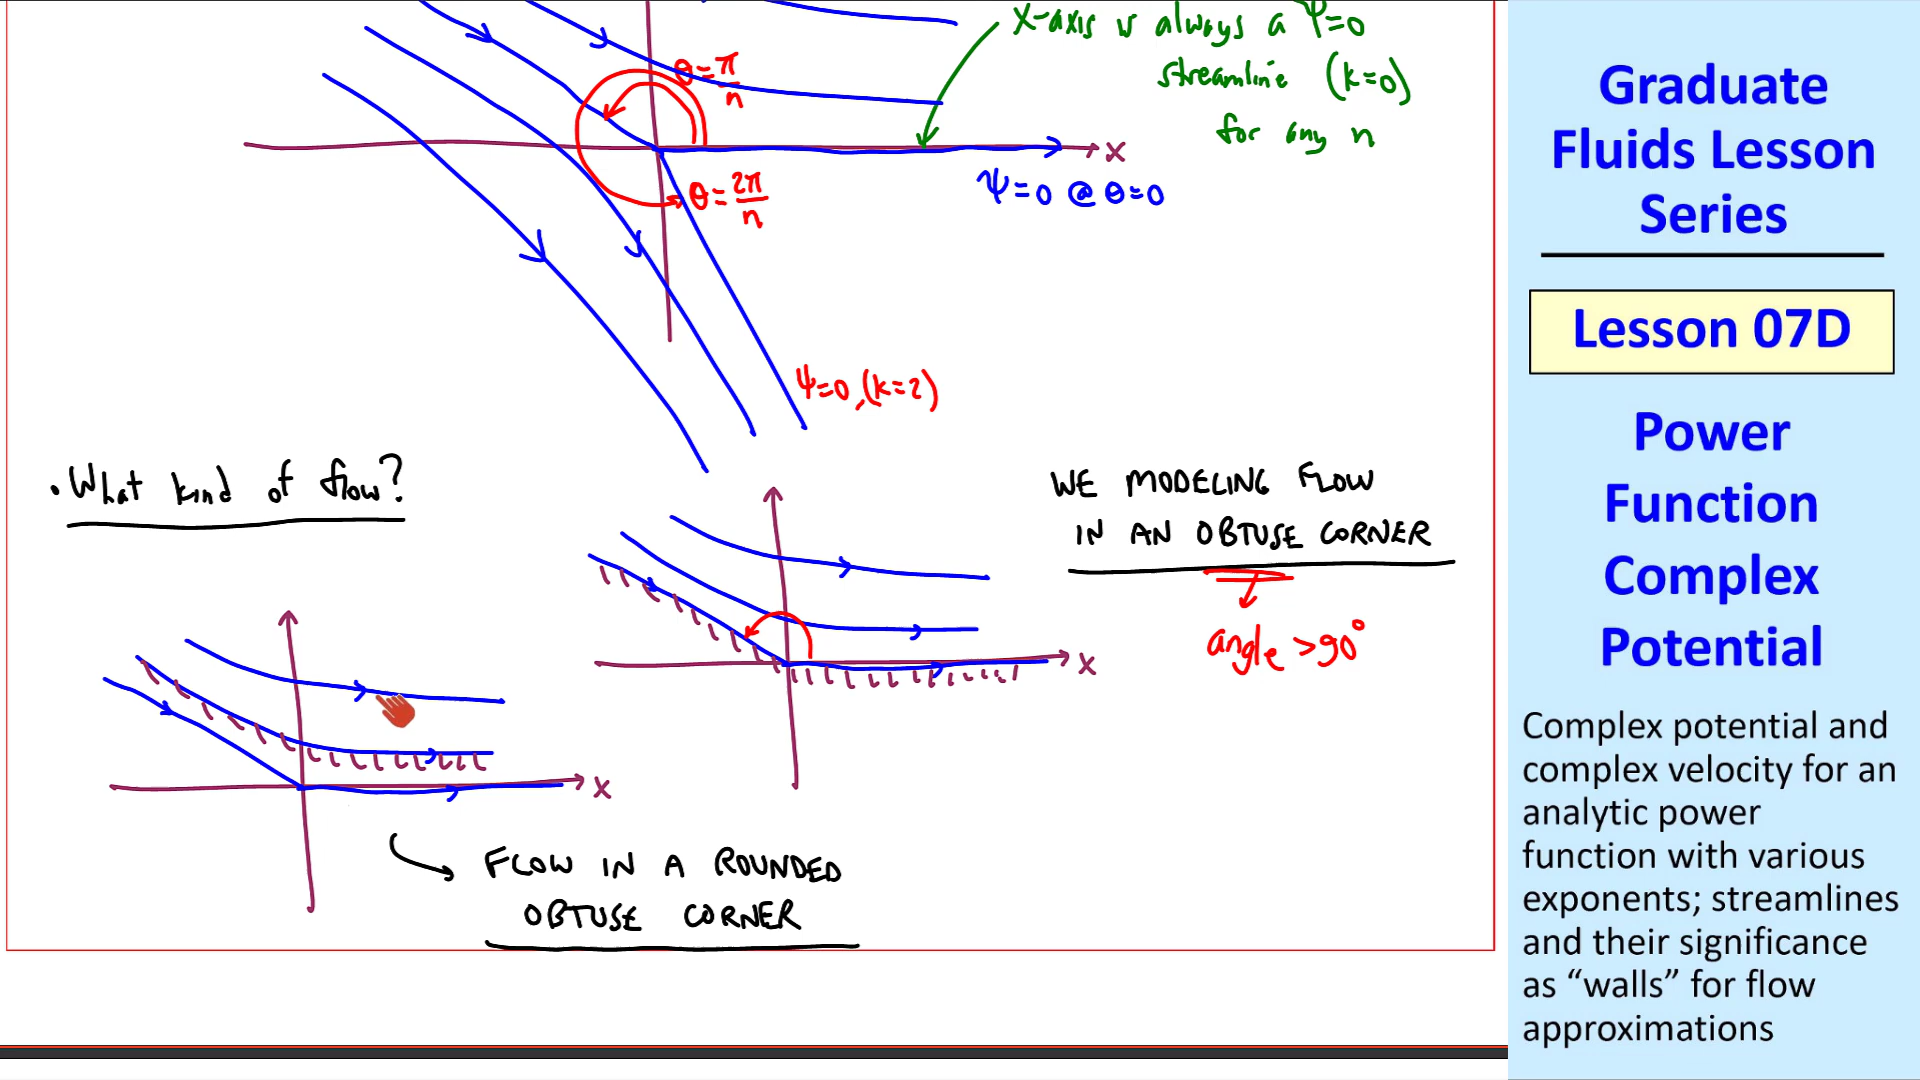 X-axis is always a Ψ=0
streamline (k=0)
for any n
θ=π/n
x
Ψ=0 @ θ=0
θ=2π/n
Ψ=0, (k=2)
• What kind of flow?
WE MODELING FLOW
IN AN OBTUSE CORNER
angle >90°
x
x
FLOW IN A ROUNDED
OBTUSE CORNER
Graduate
Fluids Lesson
Series
Lesson 07D
Power
Function
Complex
Potential
Complex potential and
complex velocity for an
analytic power
function with various
exponents; streamlines
and their significance
as “walls” for flow
approximations